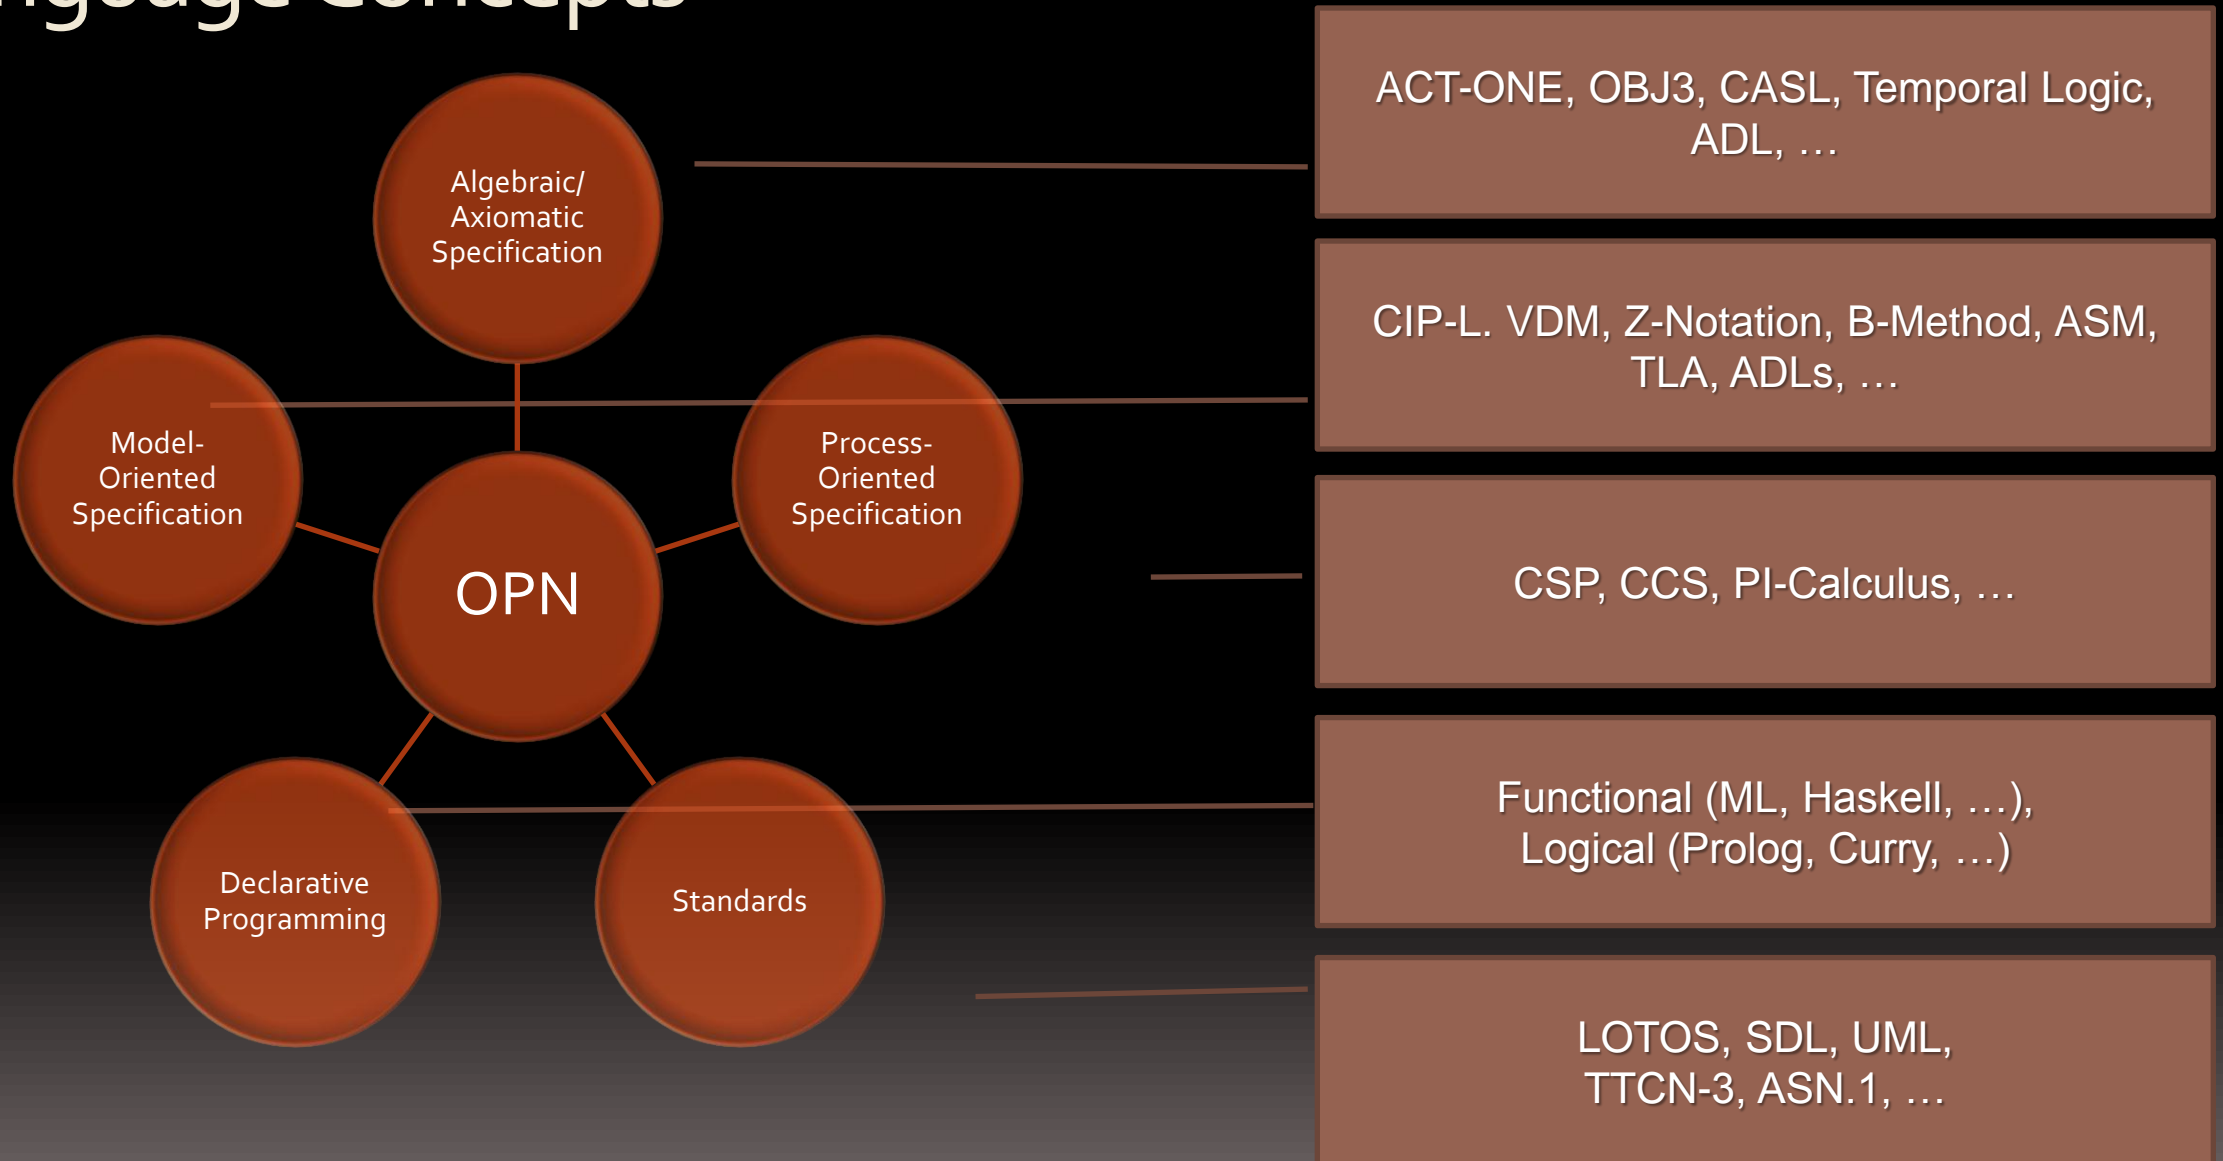 Concepts
Algebraic/
Axiomatic
Specification
Model-
Oriented
Specification
Process-
Oriented
Specification
OPN
Declarative
Programming
Standards
ACT-ONE, OBJ3, CASL, Temporal Logic,
ADL, …
CIP-L. VDM, Z-Notation, B-Method, ASM,
TLA, ADLs, …
CSP, CCS, PI-Calculus, …
Functional (ML, Haskell, …),
Logical (Prolog, Curry, …)
LOTOS, SDL, UML,
TTCN-3, ASN.1, …